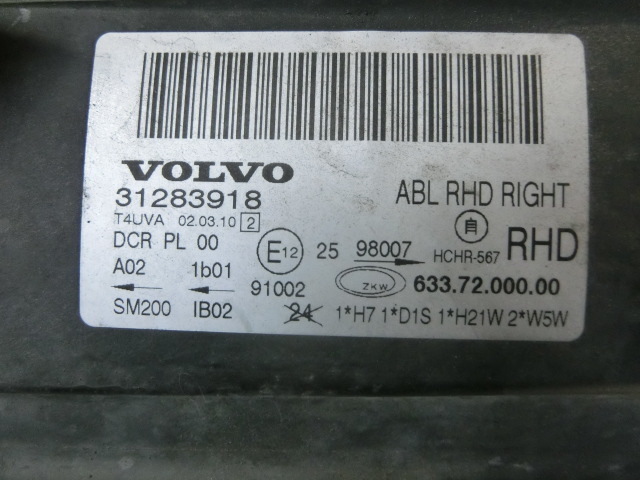 VOLVO
31283918
ABL RHD RIGHT
T4UVA 02.03.10 2
自
DCR PL 00
E12 25 98007
HCHR-567 RHD
A02 1b01 91002
ZKW 633.72.000.00
SM200 IB02 24 1*H7 1*D1S 1*H21W 2*W5W